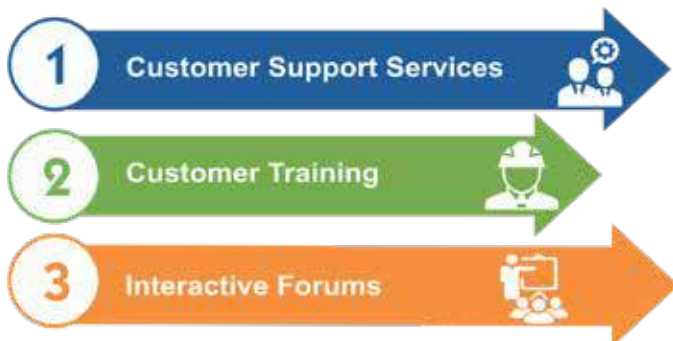 1 Customer Support Services
2 Customer Training
3 Interactive Forums